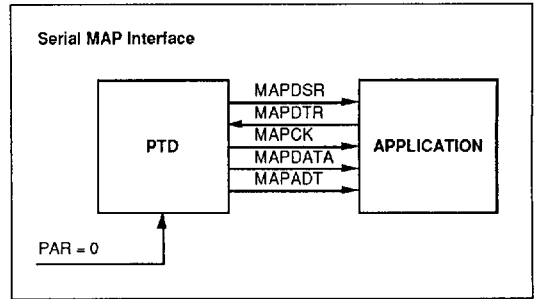 Serial MAP Interface
MAPDSR
MAPDTR
MAPCK
MAPDATA
MAPADT
PTD
APPLICATION
PAR = 0